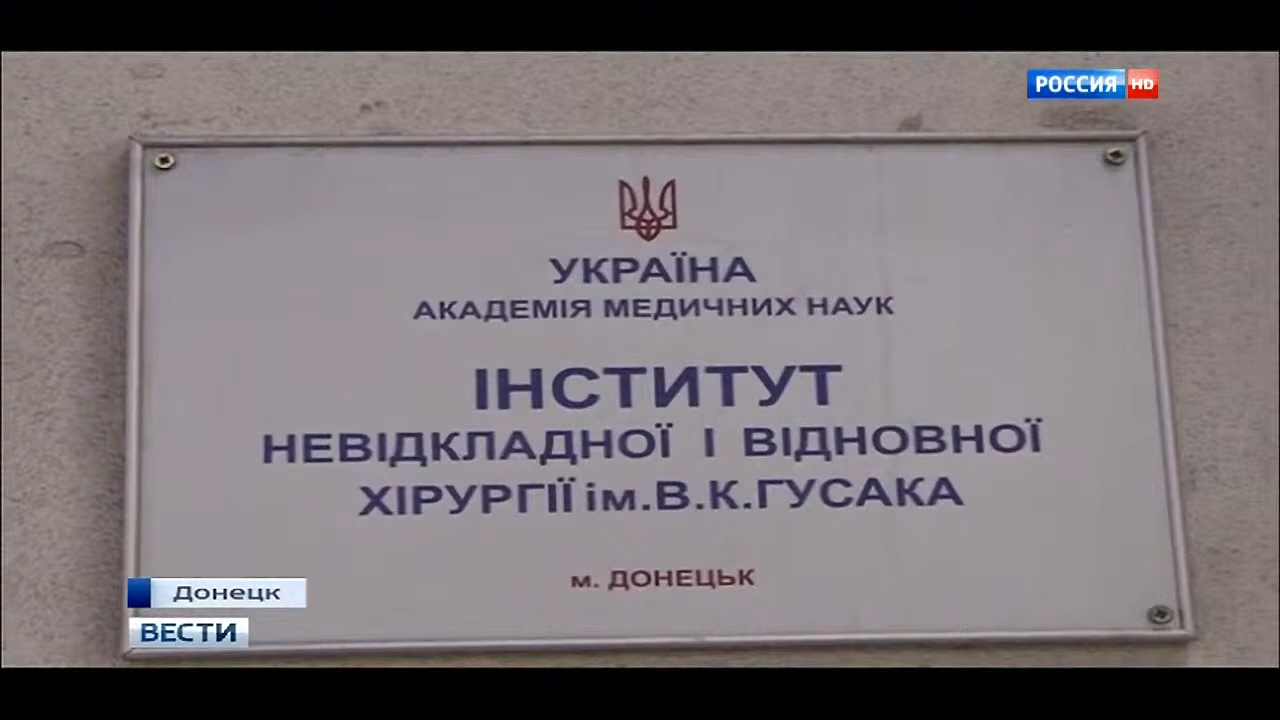 РОССИЯ HD
УКРАЇНА
АКАДЕМІЯ МЕДИЧНИХ НАУК
ІНСТИТУТ
НЕВІДКЛАДНОЇ І ВІДНОВНОЇ
ХІРУРГІЇ ім.В.К.ГУСАКА
м. ДОНЕЦЬК
Донецк
ВЕСТИ